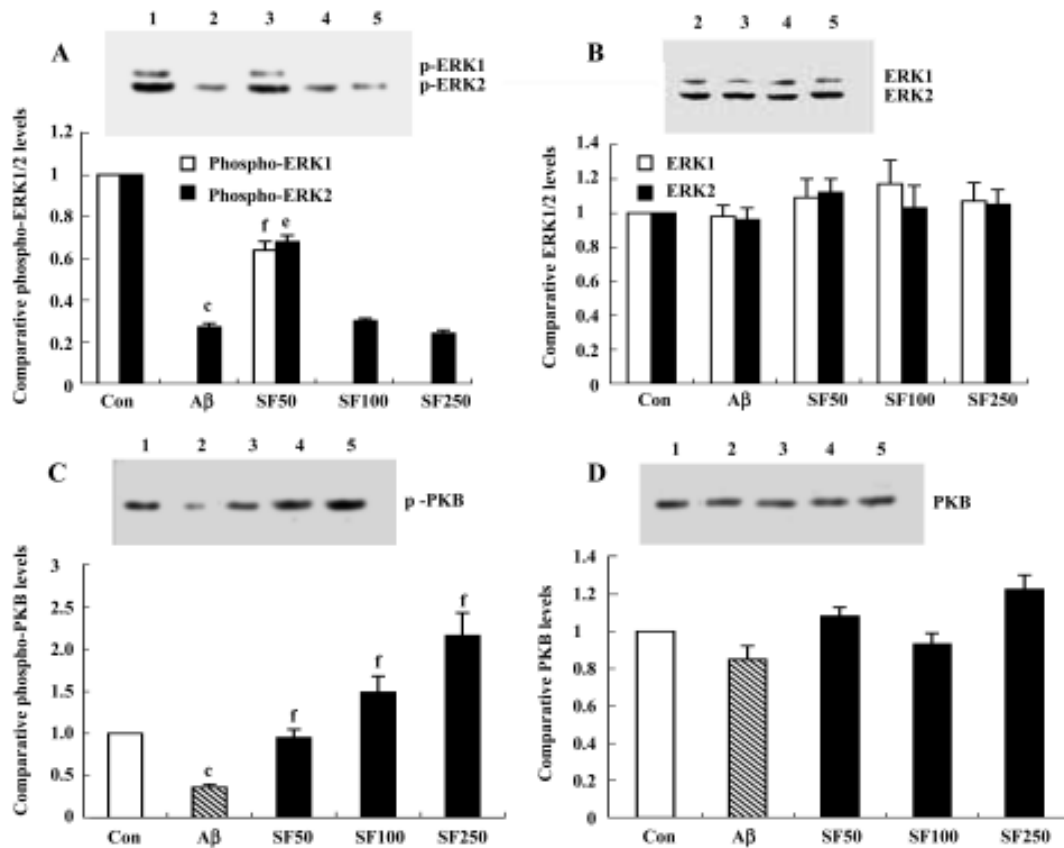 1 2 3 4 5
A
p-ERK1
p-ERK2
Comparative phospho-ERK1/2 levels
1.2
1
0.8
0.6
0.4
0.2
0
Phospho-ERK1
Phospho-ERK2
c
f
e
Con Aβ SF50 SF100 SF250
2 3 4 5
B
ERK1
ERK2
Comparative ERK1/2 levels
1.4
1.2
1
0.8
0.6
0.4
0.2
0
ERK1
ERK2
Con Aβ SF50 SF100 SF250
1 2 3 4 5
C
p -PKB
Comparative phospho-PKB levels
3
2.5
2.0
1.5
1.0
0.5
0
c
f
f
f
Con Aβ SF50 SF100 SF250
1 2 3 4 5
D
PKB
Comparative PKB levels
1.4
1.2
1
0.8
0.6
0.4
0.2
0
Con Aβ SF50 SF100 SF250